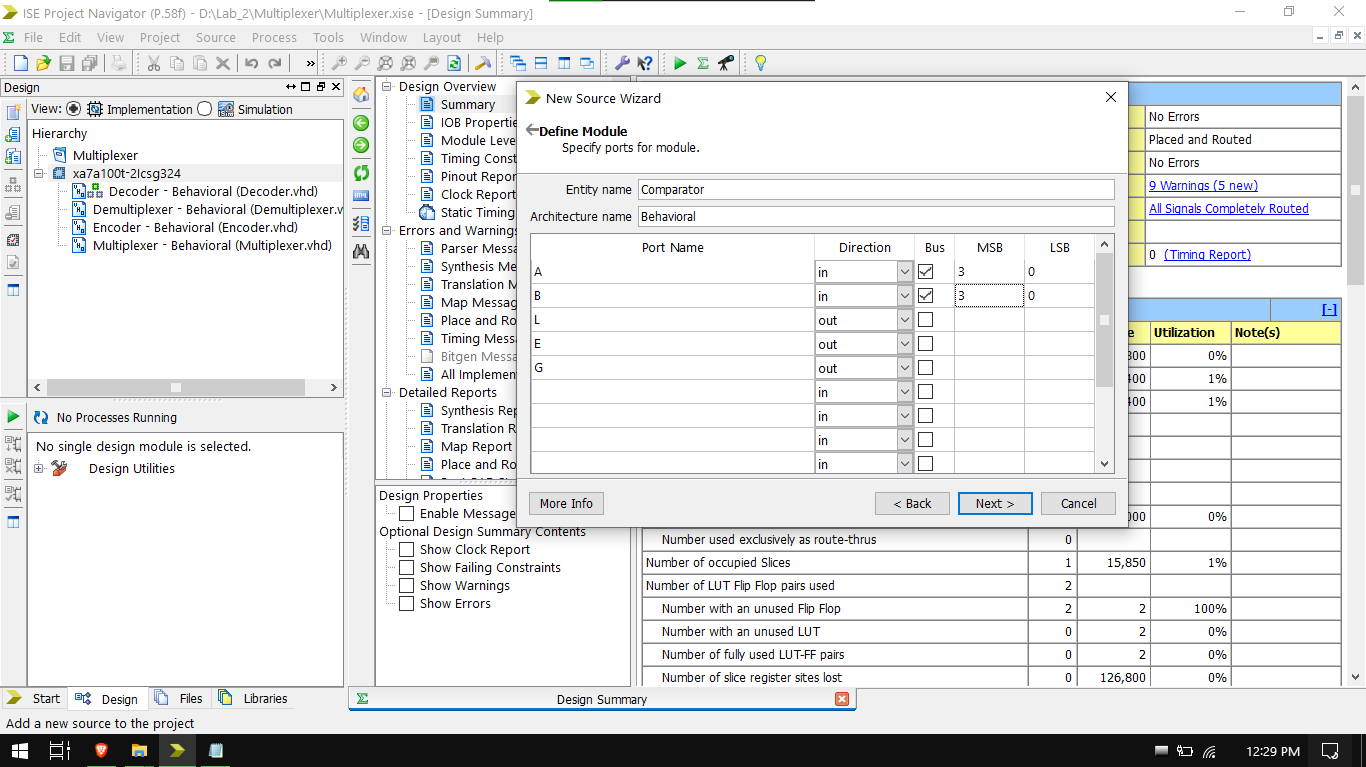 ISE Project Navigator (P.58f) - D:\Lab_2\Multiplexer\Multiplexer.xise - [Design Summary]
File Edit View Project Source Process Tools Window Layout Help
Design
View: Implementation Simulation
Hierarchy
Multiplexer
xa7a100t-2Icsg324
Decoder - Behavioral (Decoder.vhd)
Demultiplexer - Behavioral (Demultiplexer.v
Encoder - Behavioral (Encoder.vhd)
Multiplexer - Behavioral (Multiplexer.vhd)
No Processes Running
No single design module is selected.
Design Utilities
Start Design Files Libraries
Add a new source to the project
Design Overview
Summary
IOB Propertie
Module Leve
Timing Const
Pinout Repor
Clock Report
Static Timing
Errors and Warnings
Parser Messa
Synthesis Me
Translation M
Map Messag
Place and Ro
Timing Messa
Bitgen Messa
All Implemen
Detailed Reports
Synthesis Rep
Translation R
Map Report
Place and Ro
Design Properties
Enable Message
Optional Design Summary Contents
Show Clock Report
Show Failing Constraints
Show Warnings
Show Errors
New Source Wizard
Define Module
Specify ports for module.
Entity name Comparator
Architecture name Behavioral
Port Name Direction Bus MSB LSB
A in 3 0
B in 3 0
L out
E out
G out
in
in
in
in
More Info < Back Next > Cancel
No Errors
Placed and Routed
No Errors
9 Warnings (5 new)
All Signals Completely Routed
0 (Timing Report)
[-]
e Utilization Note(s)
800 0%
400 1%
400 1%
000 0%
Number used exclusively as route-thrus 0
Number of occupied Slices 1 15,850 1%
Number of LUT Flip Flop pairs used 2
Number with an unused Flip Flop 2 2 100%
Number with an unused LUT 0 2 0%
Number of fully used LUT-FF pairs 0 2 0%
Number of slice register sites lost 0 126,800 0%
Design Summary
12:29 PM